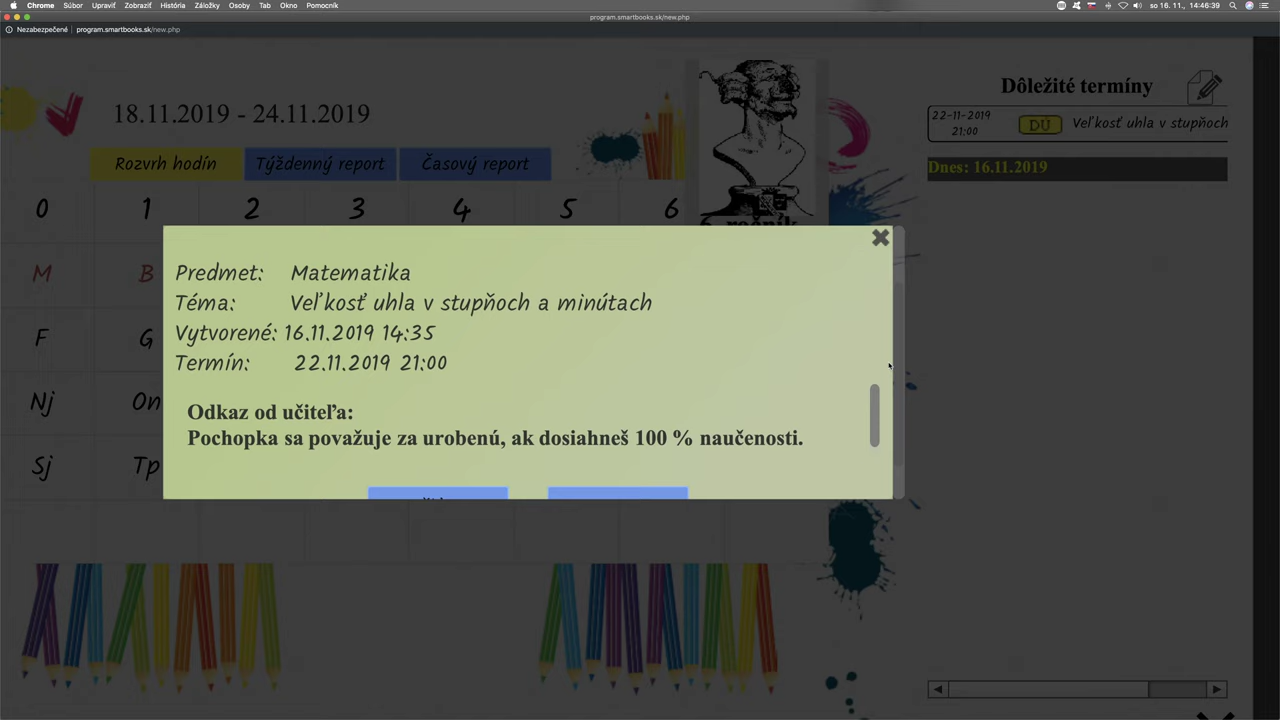 Chrome Súbor Upraviť Zobraziť História Záložky Osoby Tab Okno Pomocník
so 16. 11., 14:46:39
program.smartbooks.sk/new.php
Nezabezpečené program.smartbooks.sk/new.php
18.11.2019 - 24.11.2019
Rozvrh hodín Týždenný report Časový report
0 1 2 3 4 5 6
6. ročník
M B
F G
Nj On
Sj Tp
Predmet: Matematika
Téma: Veľkosť uhla v stupňoch a minútach
Vytvorené: 16.11.2019 14:35
Termín: 22.11.2019 21:00
Odkaz od učiteľa:
Pochopka sa považuje za urobenú, ak dosiahneš 100 % naučenosti.
Dôležité termíny
22-11-2019
21:00
DÚ
Veľkosť uhla v stupňoch
Dnes: 16.11.2019